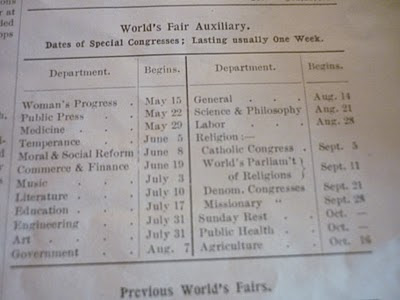 World's Fair Auxiliary.
Dates of Special Congresses; Lasting usually One Week.
Department. Begins.
Woman's Progress . May 15
Public Press . . May 22
Medicine . . May 29
Temperance . . June 5
Moral & Social Reform June 8
Commerce & Finance June 19
Music . . . July 3
Literature . . July 10
Education . . July 17
Engineering . . July 31
Art . . . July 31
Government . . Aug. 7
Department. Begins.
General . . . Aug. 14
Science & Philosophy Aug. 21
Labor . . . Aug. 28
Religion:—
Catholic Congress . Sept. 5
World's Parliam't }
of Religions } Sept. 11
Denom. Congresses Sept. 21
Missionary " Sept. 28
Sunday Rest . . Oct. —
Public Health . . Oct. —
Agriculture . . Oct. 16
Previous World's Fairs.